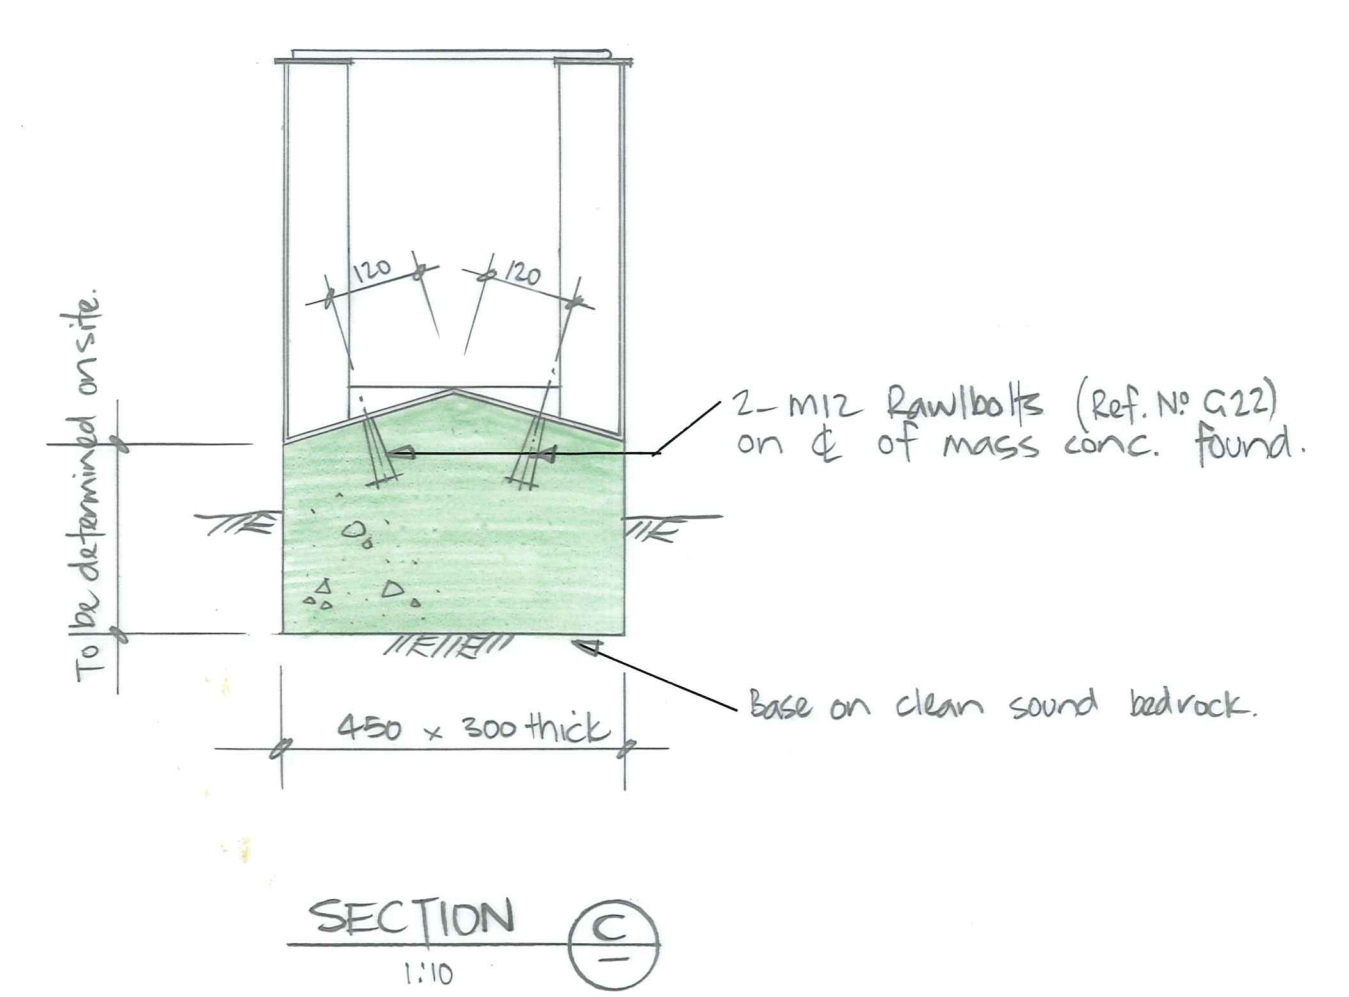 120
120
To be determined on site.
2-M12 Rawlbolts (Ref. Nº G22)
on ℄ of mass conc. found.
Base on clean sound bedrock.
450 x 300 thick
SECTION
C
–
1:10